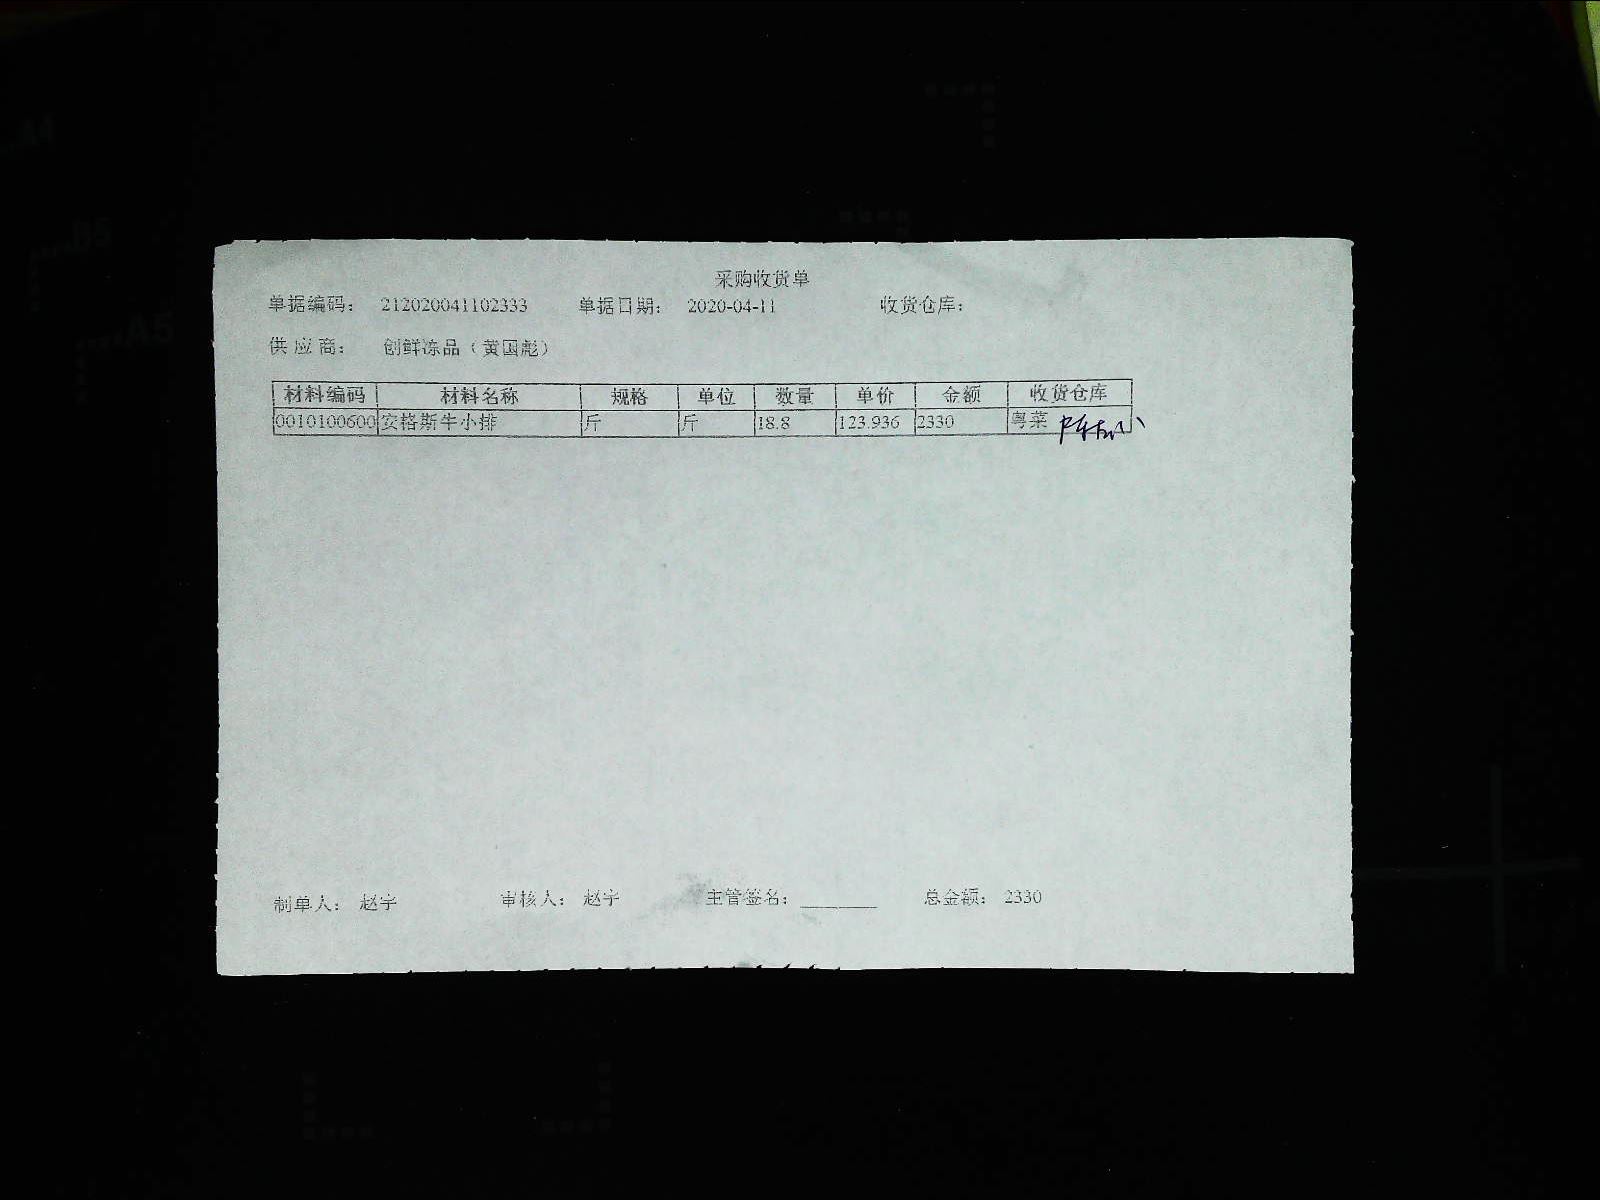 采购收货单
单据编码： 212020041102333 单据日期： 2020-04-11 收货仓库：
供应商： 创鲜冻品（黄国彪）
材料编码 材料名称 规格 单位 数量 单价 金额 收货仓库
0010100600 安格斯牛小排 斤 斤 18.8 123.936 2330 粤菜
制单人： 赵宇 审核人： 赵宇 主管签名： 总金额： 2330